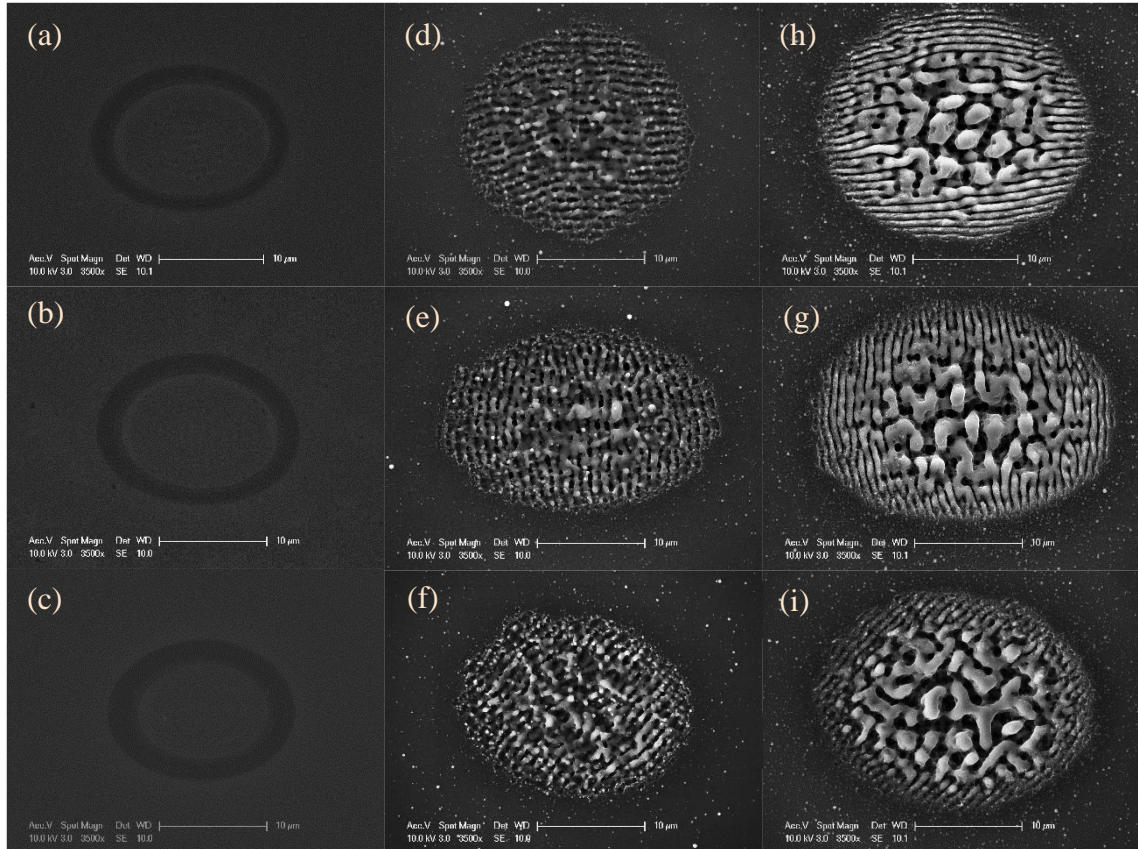 (a)
Acc.V Spot Magn Det WD
10.0 kV 3.0 3500x SE 10.1
10 µm
(d)
Acc.V Spot Magn Det WD
10.0 kV 3.0 3500x SE 10.0
10 µm
(h)
Acc.V Spot Magn Det WD
10.0 kV 3.0 3500x SE 10.1
10 µm
(b)
Acc.V Spot Magn Det WD
10.0 kV 3.0 3500x SE 10.0
10 µm
(e)
Acc.V Spot Magn Det WD
10.0 kV 3.0 3500x SE 10.0
10 µm
(g)
Acc.V Spot Magn Det WD
10.0 kV 3.0 3500x SE 10.1
10 µm
(c)
Acc.V Spot Magn Det WD
10.0 kV 3.0 3500x SE 10.0
10 µm
(f)
Acc.V Spot Magn Det WD
10.0 kV 3.0 3500x SE 10.0
10 µm
(i)
Acc.V Spot Magn Det WD
10.0 kV 3.0 3500x SE 10.1
10 µm